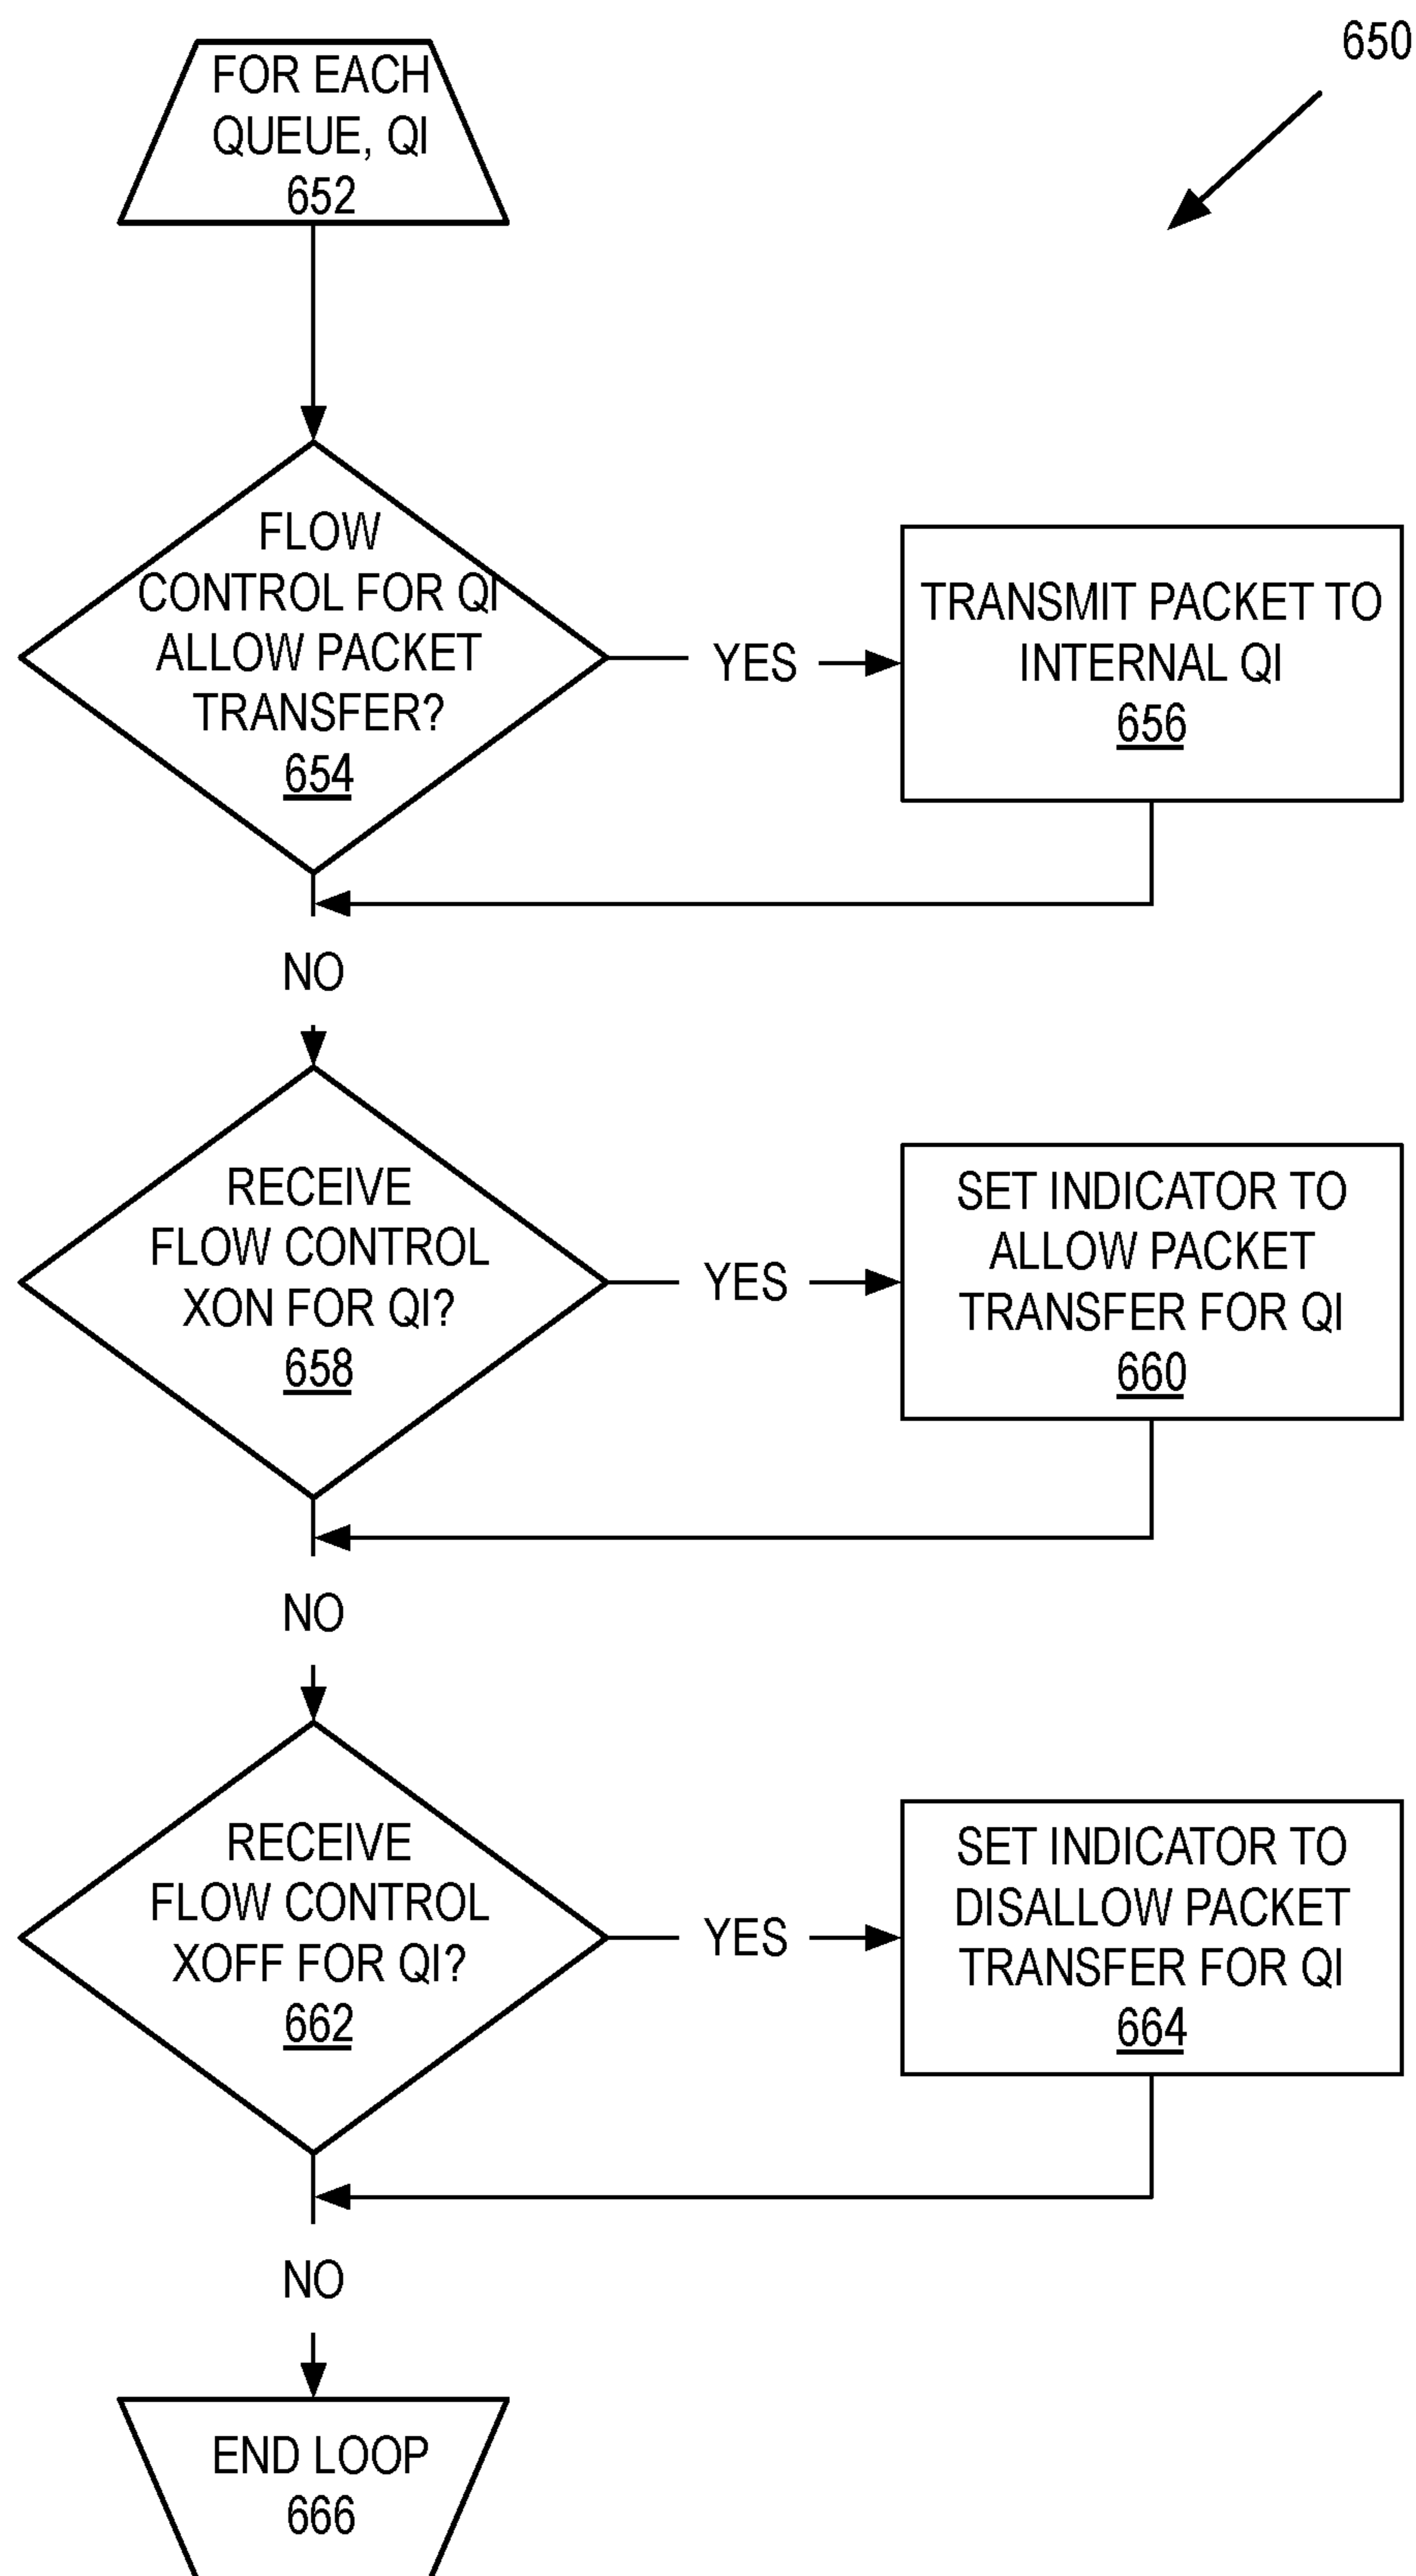 650
FOR EACH
QUEUE, QI
652
FLOW
CONTROL FOR QI
ALLOW PACKET
TRANSFER?
654
YES
TRANSMIT PACKET TO
INTERNAL QI
656
NO
RECEIVE
FLOW CONTROL
XON FOR QI?
658
YES
SET INDICATOR TO
ALLOW PACKET
TRANSFER FOR QI
660
NO
RECEIVE
FLOW CONTROL
XOFF FOR QI?
662
YES
SET INDICATOR TO
DISALLOW PACKET
TRANSFER FOR QI
664
NO
END LOOP
666